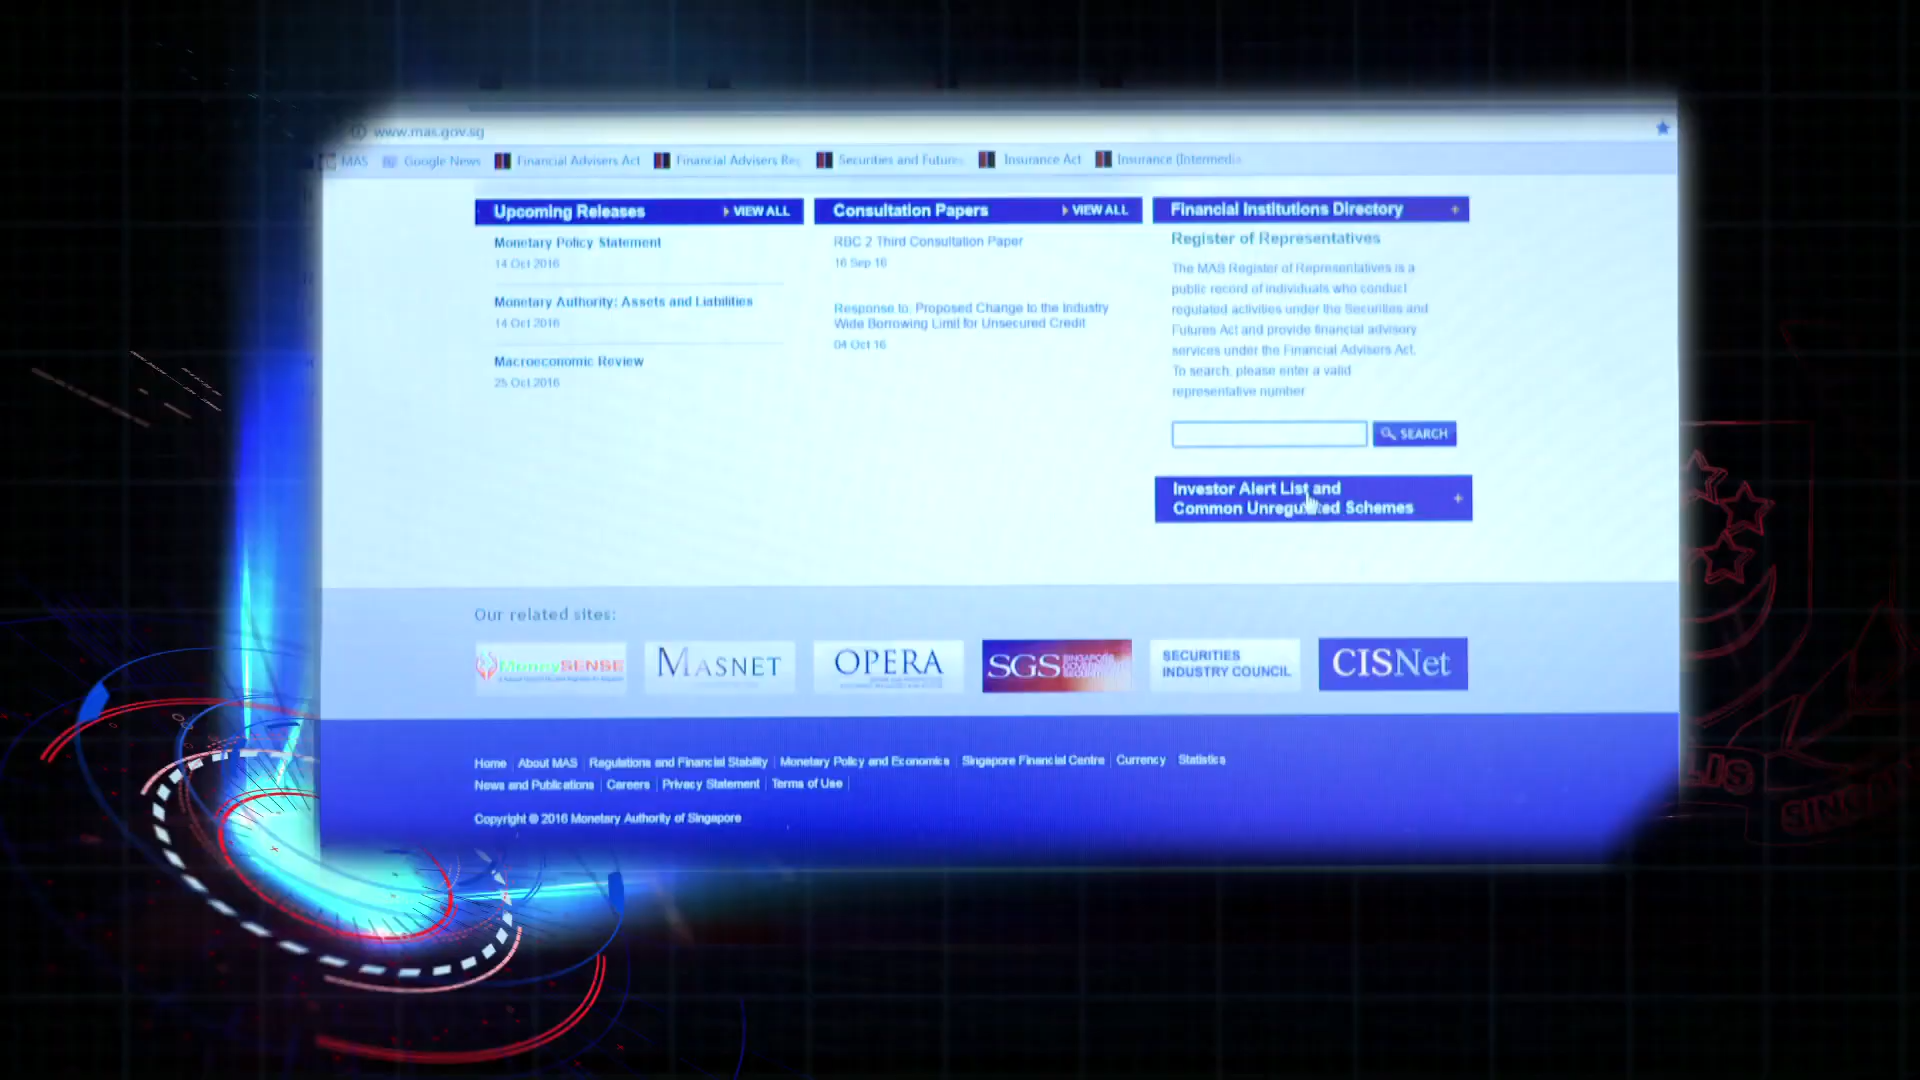 www.mas.gov.sg
MAS Google News Financial Advisers Act Financial Advisers Reg Securities and Futures Insurance Act Insurance (Intermedia
Upcoming Releases VIEW ALL
Monetary Policy Statement
14 Oct 2016
Monetary Authority: Assets and Liabilities
14 Oct 2016
Macroeconomic Review
25 Oct 2016
Consultation Papers VIEW ALL
RBC 2 Third Consultation Paper
16 Sep 16
Response to: Proposed Change to the Industry
Wide Borrowing Limit for Unsecured Credit
04 Oct 16
Financial Institutions Directory +
Register of Representatives
The MAS Register of Representatives is a
public record of individuals who conduct
regulated activities under the Securities and
Futures Act and provide financial advisory
services under the Financial Advisers Act.
To search, please enter a valid
representative number
SEARCH
Investor Alert List and
Common Unregulated Schemes +
Our related sites:
MoneySENSE
MASNET
OPERA
SGS SINGAPORE GOVERNMENT SECURITIES
SECURITIES
INDUSTRY COUNCIL
CISNet
Home About MAS Regulations and Financial Stability Monetary Policy and Economics Singapore Financial Centre Currency Statistics
News and Publications Careers Privacy Statement Terms of Use
Copyright © 2016 Monetary Authority of Singapore